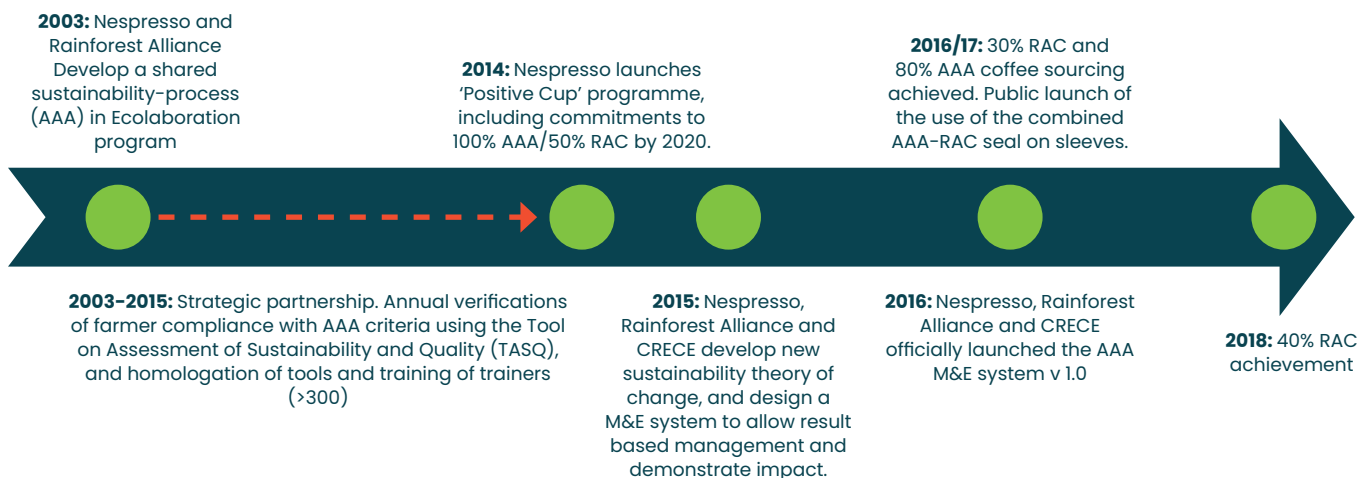 2003: Nespresso and
Rainforest Alliance
Develop a shared
sustainability-process
(AAA) in Ecolaboration
program
2014: Nespresso launches
‘Positive Cup’ programme,
including commitments to
100% AAA/50% RAC by 2020.
2016/17: 30% RAC and
80% AAA coffee sourcing
achieved. Public launch of
the use of the combined
AAA-RAC seal on sleeves.
2003-2015: Strategic partnership. Annual verifications
of farmer compliance with AAA criteria using the Tool
on Assessment of Sustainability and Quality (TASQ),
and homologation of tools and training of trainers
(>300)
2015: Nespresso,
Rainforest Alliance and
CRECE develop new
sustainability theory of
change, and design a
M&E system to allow result
based management and
demonstrate impact.
2016: Nespresso, Rainforest
Alliance and CRECE
officially launched the AAA
M&E system v 1.0
2018: 40% RAC
achievement